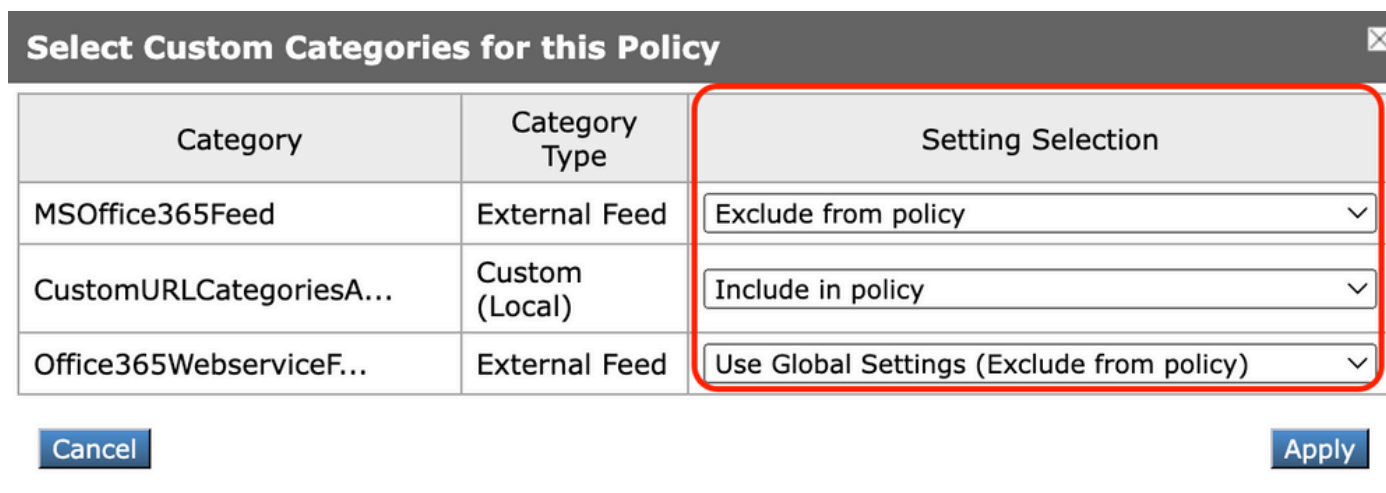 Select Custom Categories for this Policy
Category
Category
Type
Setting Selection
MSOffice365Feed
External Feed
Exclude from policy
CustomURLCategoriesA...
Custom
(Local)
Include in policy
Office365WebserviceF...
External Feed
Use Global Settings (Exclude from policy)
Cancel
Apply